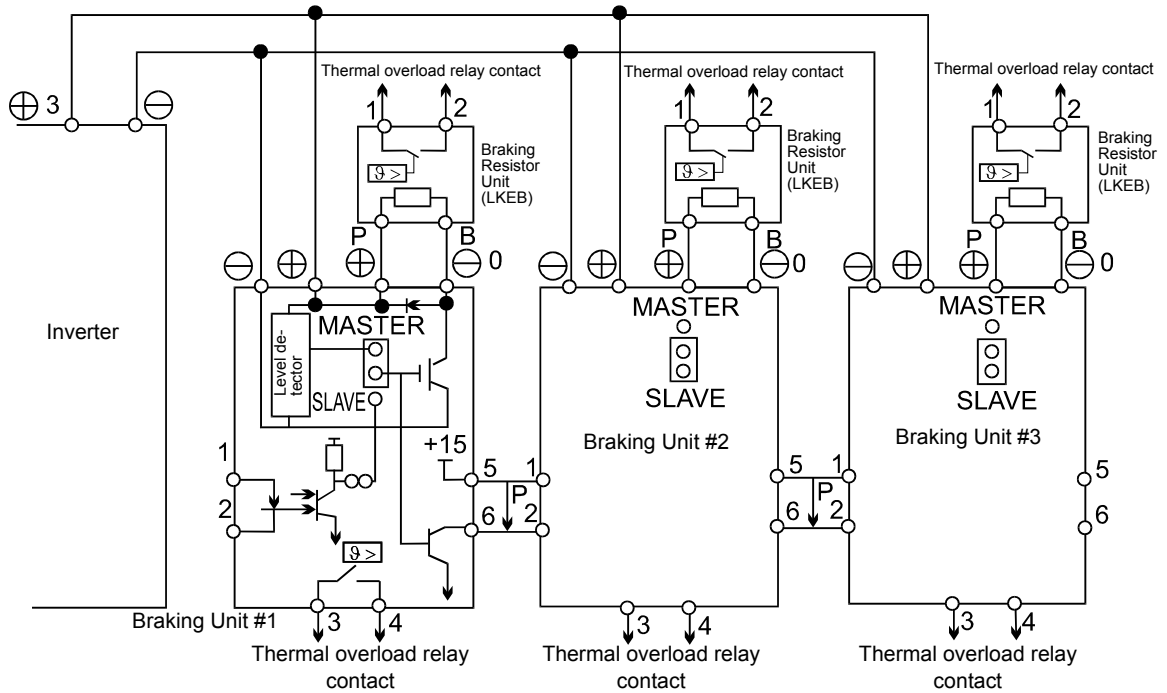 Thermal overload relay contact
Thermal overload relay contact
Thermal overload relay contact
⊕ 3 ⊖
1 2
1 2
1 2
Braking
Resistor
Unit
(LKEB)
Braking
Resistor
Unit
(LKEB)
Braking
Resistor
Unit
(LKEB)
ϑ >
ϑ >
ϑ >
P B
P B
P B
⊖ ⊕ ⊕ ⊖ 0
⊖ ⊕ ⊕ ⊖ 0
⊖ ⊕ ⊕ ⊖ 0
Inverter
Level de-
tector
MASTER
SLAVE
MASTER
SLAVE
Braking Unit #2
MASTER
SLAVE
Braking Unit #3
+15
1
2
5
6
P
1
2
5
6
P
1
2
5
6
ϑ >
Braking Unit #1
3 4
3 4
3 4
Thermal overload relay
contact
Thermal overload relay
contact
Thermal overload relay
contact